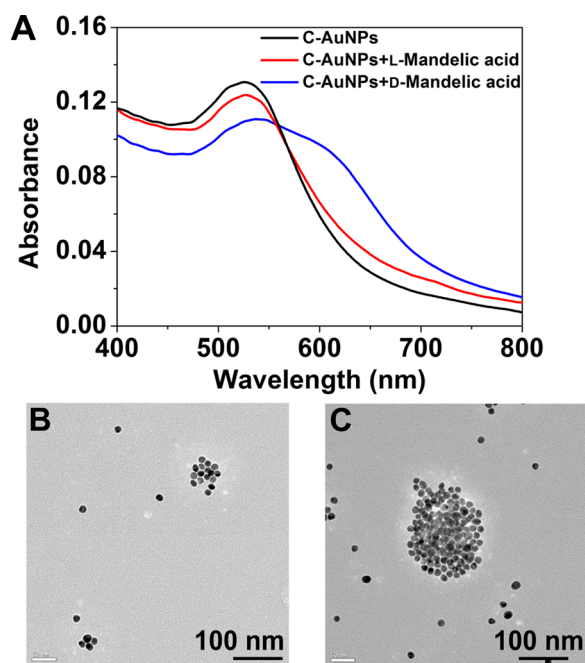 A
0.16
0.12
0.08
0.04
0.00
Absorbance
C-AuNPs
C-AuNPs+L-Mandelic acid
C-AuNPs+D-Mandelic acid
400 500 600 700 800
Wavelength (nm)
B
100 nm
C
100 nm